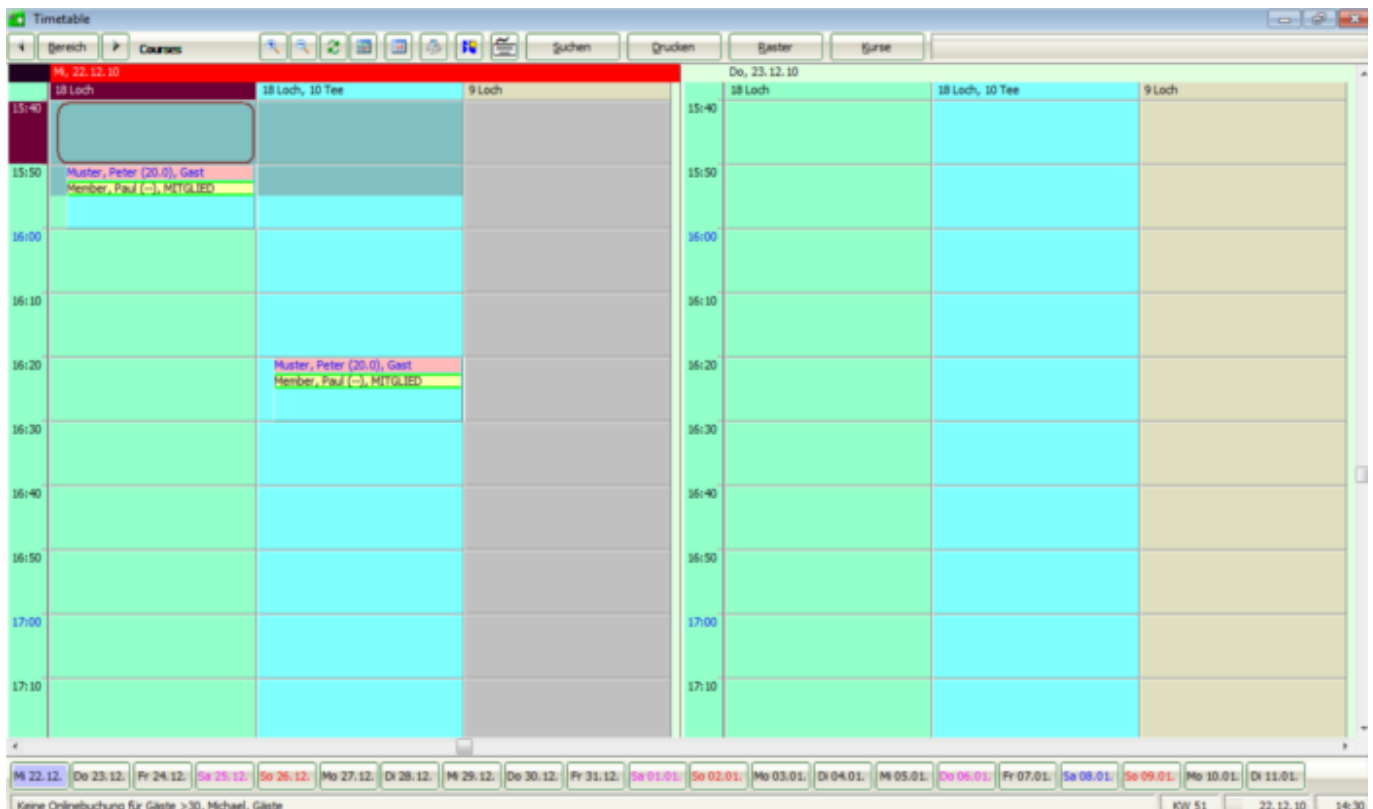 Timetable
Bereich Courses Suchen Drucken Raster Kurse
Mi, 22.12.10 Do, 23.12.10
18 Loch 18 Loch, 10 Tee 9 Loch 18 Loch 18 Loch, 10 Tee 9 Loch
15:40 15:40
15:50 Muster, Peter (20.0), Gast 15:50
Member, Paul (--), MITGLIED
16:00 16:00
16:10 16:10
16:20 Muster, Peter (20.0), Gast 16:20
Member, Paul (--), MITGLIED
16:30 16:30
16:40 16:40
16:50 16:50
17:00 17:00
17:10 17:10
Mi 22.12. Do 23.12. Fr 24.12. Sa 25.12. So 26.12. Mo 27.12. Di 28.12. Mi 29.12. Do 30.12. Fr 31.12. Sa 01.01. So 02.01. Mo 03.01. Di 04.01. Mi 05.01. Do 06.01. Fr 07.01. Sa 08.01. So 09.01. Mo 10.01. Di 11.01.
Keine Onlinebuchung für Gäste >30, Michael, Gäste KW 51 22.12.10 14:30